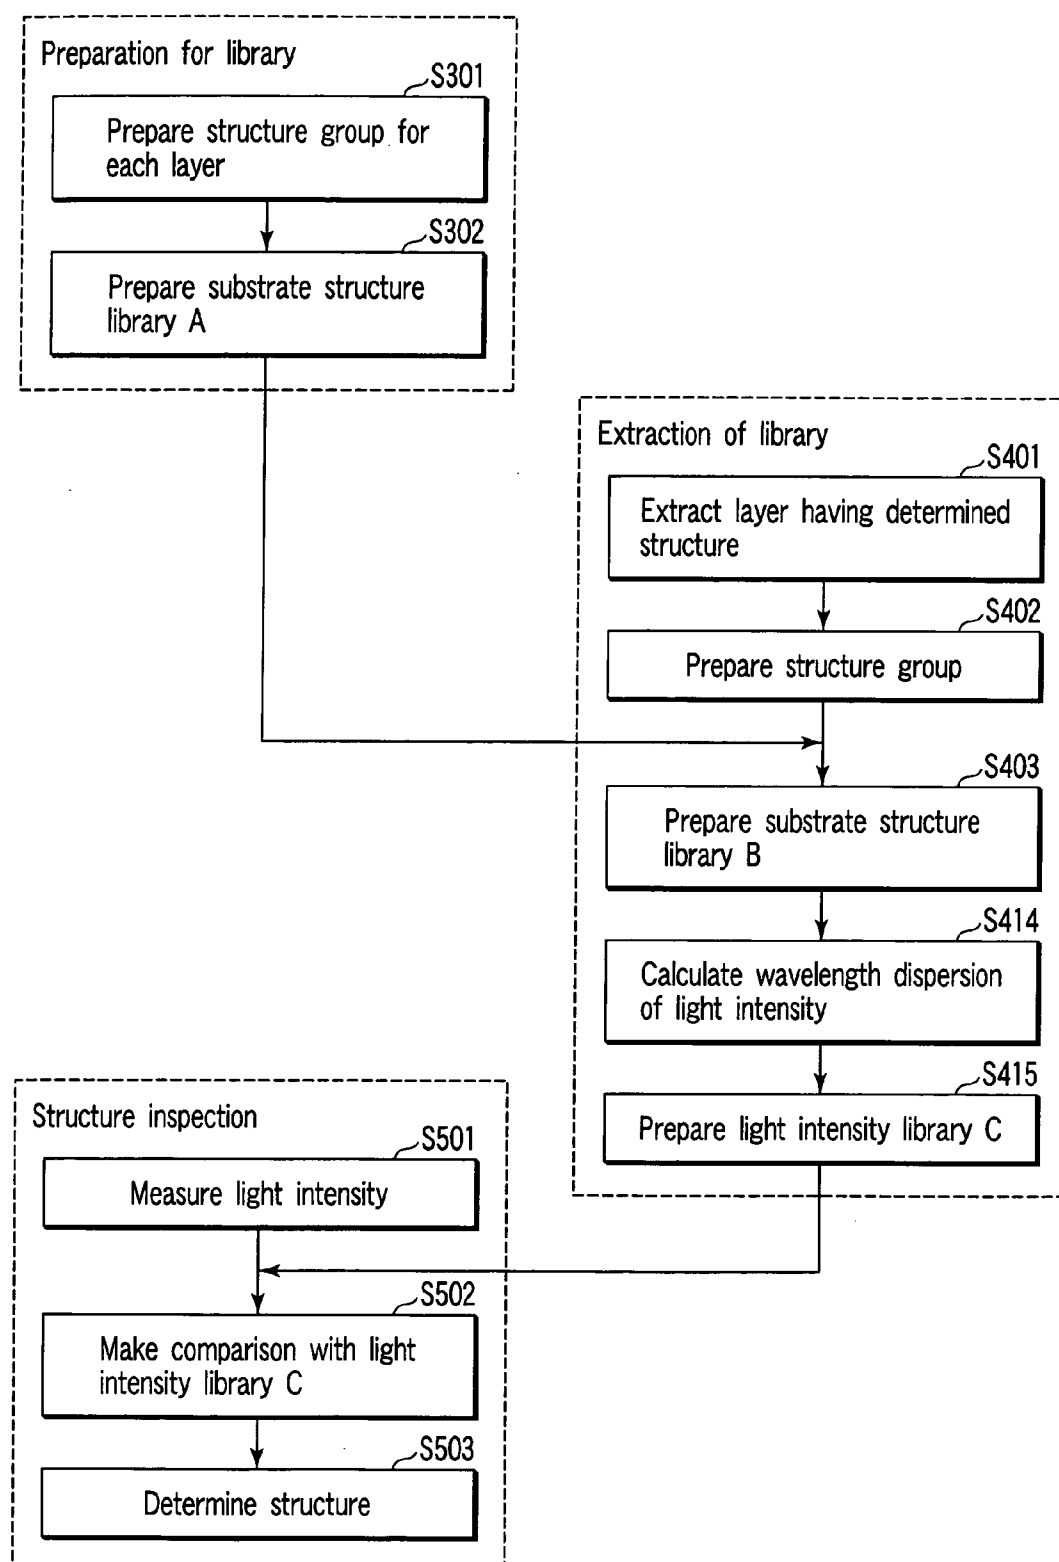 Preparation for library
S301
Prepare structure group for
each layer
S302
Prepare substrate structure
library A
Extraction of library
S401
Extract layer having determined
structure
S402
Prepare structure group
S403
Prepare substrate structure
library B
S414
Calculate wavelength dispersion
of light intensity
S415
Prepare light intensity library C
Structure inspection
S501
Measure light intensity
S502
Make comparison with light
intensity library C
S503
Determine structure